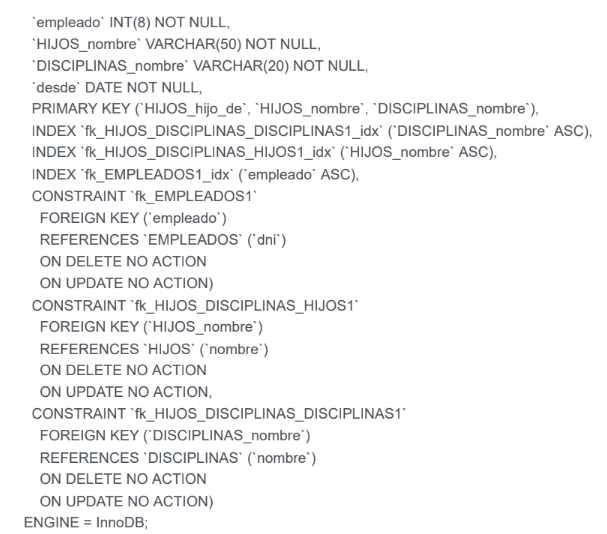 `empleado` INT(8) NOT NULL,
`HIJOS_nombre` VARCHAR(50) NOT NULL,
`DISCIPLINAS_nombre` VARCHAR(20) NOT NULL,
`desde` DATE NOT NULL,
PRIMARY KEY (`HIJOS_hijo_de`, `HIJOS_nombre`, `DISCIPLINAS_nombre`),
INDEX `fk_HIJOS_DISCIPLINAS_DISCIPLINAS1_idx` (`DISCIPLINAS_nombre` ASC),
INDEX `fk_HIJOS_DISCIPLINAS_HIJOS1_idx` (`HIJOS_nombre` ASC),
INDEX `fk_EMPLEADOS1_idx` (`empleado` ASC),
CONSTRAINT `fk_EMPLEADOS1`
FOREIGN KEY (`empleado`)
REFERENCES `EMPLEADOS` (`dni`)
ON DELETE NO ACTION
ON UPDATE NO ACTION)
CONSTRAINT `fk_HIJOS_DISCIPLINAS_HIJOS1`
FOREIGN KEY (`HIJOS_nombre`)
REFERENCES `HIJOS` (`nombre`)
ON DELETE NO ACTION
ON UPDATE NO ACTION,
CONSTRAINT `fk_HIJOS_DISCIPLINAS_DISCIPLINAS1`
FOREIGN KEY (`DISCIPLINAS_nombre`)
REFERENCES `DISCIPLINAS` (`nombre`)
ON DELETE NO ACTION
ON UPDATE NO ACTION)
ENGINE = InnoDB;